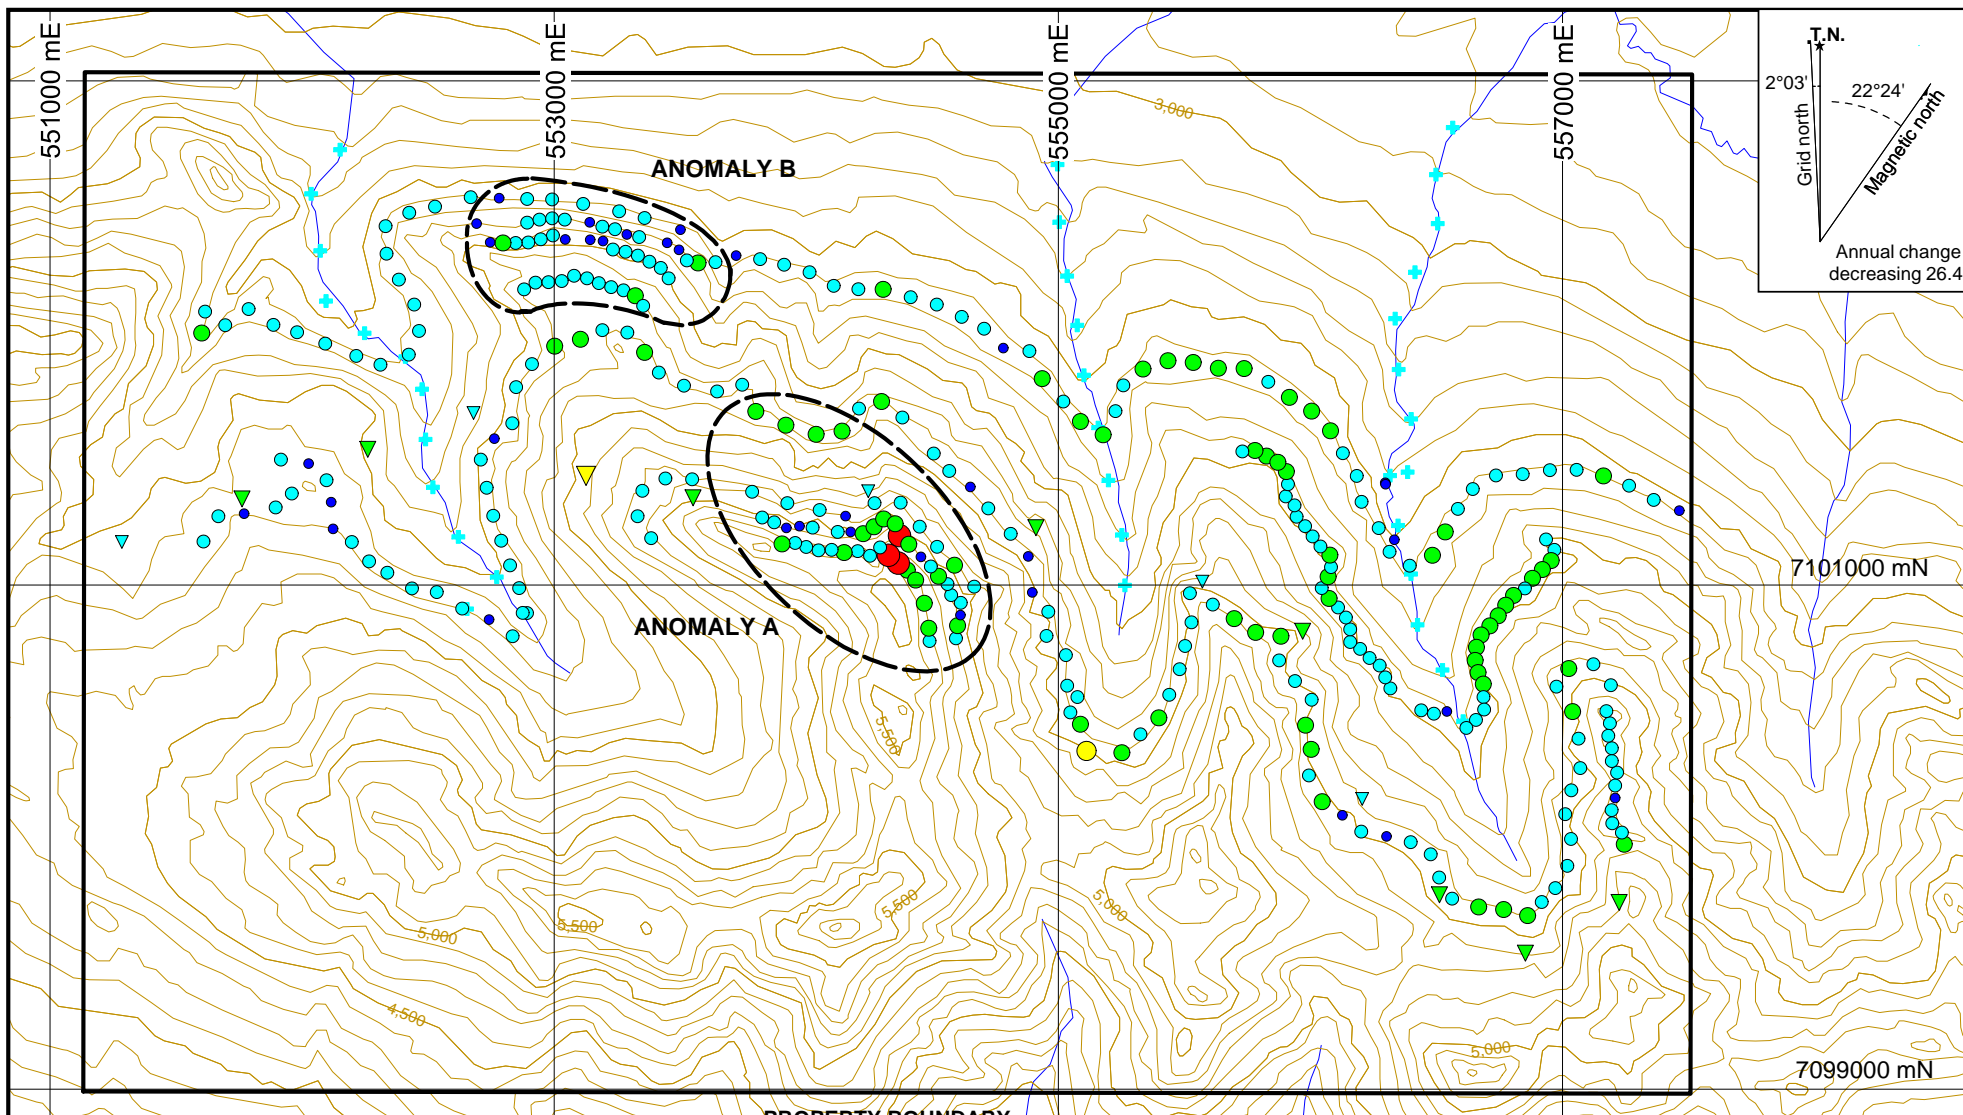 551000 mE
553000 mE
555000 mE
557000 mE
.T.N.
2°03'
22°24'
Grid north
Magnetic north
Annual change
decreasing 26.4
3,000
ANOMALY B
7101000 mN
ANOMALY A
5,500
5,500
5,000
5,500
5,000
4,500
5,000
7099000 mN
PROPERTY BOUNDARY